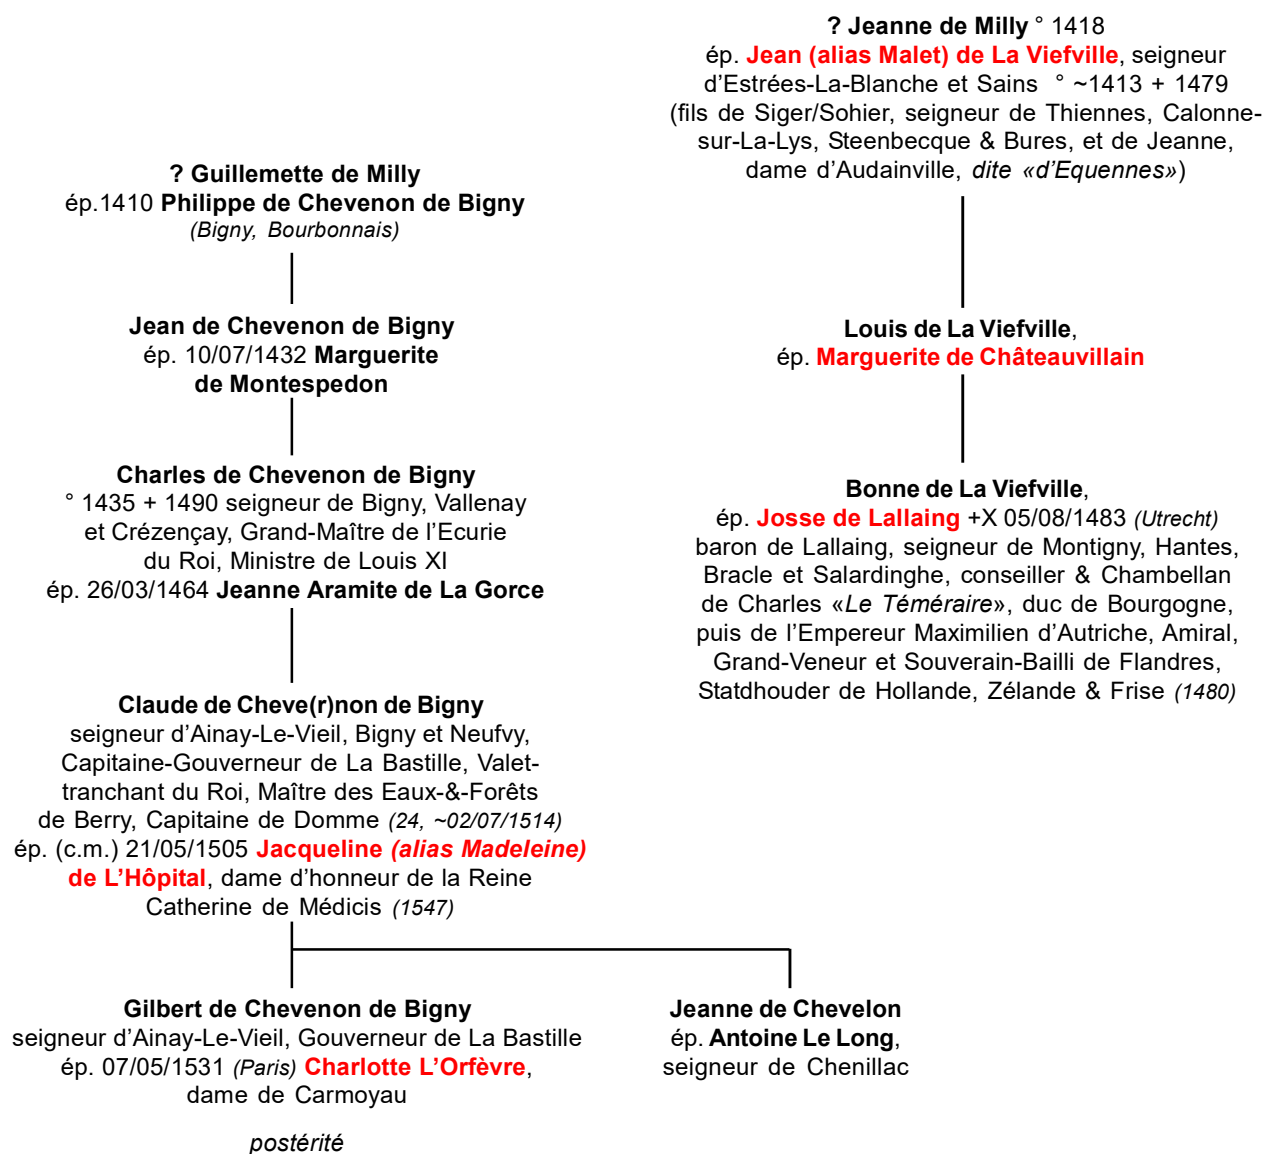 ? Jeanne de Milly ° 1418
ép. Jean (alias Malet) de La Viefville, seigneur
d’Estrées-La-Blanche et Sains ° ~1413 + 1479
(fils de Siger/Sohier, seigneur de Thiennes, Calonne-
sur-La-Lys, Steenbecque & Bures, et de Jeanne,
dame d’Audainville, dite «d’Equennes»)
Louis de La Viefville,
ép. Marguerite de Châteauvillain
Bonne de La Viefville,
ép. Josse de Lallaing +X 05/08/1483 (Utrecht)
baron de Lallaing, seigneur de Montigny, Hantes,
Bracle et Salardinghe, conseiller & Chambellan
de Charles «Le Téméraire», duc de Bourgogne,
puis de l’Empereur Maximilien d’Autriche, Amiral,
Grand-Veneur et Souverain-Bailli de Flandres,
Statdhouder de Hollande, Zélande & Frise (1480)
? Guillemette de Milly
ép.1410 Philippe de Chevenon de Bigny
(Bigny, Bourbonnais)
Jean de Chevenon de Bigny
ép. 10/07/1432 Marguerite
de Montespedon
Charles de Chevenon de Bigny
° 1435 + 1490 seigneur de Bigny, Vallenay
et Crézençay, Grand-Maître de l’Ecurie
du Roi, Ministre de Louis XI
ép. 26/03/1464 Jeanne Aramite de La Gorce
Claude de Cheve(r)non de Bigny
seigneur d’Ainay-Le-Vieil, Bigny et Neufvy,
Capitaine-Gouverneur de La Bastille, Valet-
tranchant du Roi, Maître des Eaux-&-Forêts
de Berry, Capitaine de Domme (24, ~02/07/1514)
ép. (c.m.) 21/05/1505 Jacqueline (alias Madeleine)
de L’Hôpital, dame d’honneur de la Reine
Catherine de Médicis (1547)
Gilbert de Chevenon de Bigny
seigneur d’Ainay-Le-Vieil, Gouverneur de La Bastille
ép. 07/05/1531 (Paris) Charlotte L’Orfèvre,
dame de Carmoyau
postérité
Jeanne de Chevelon
ép. Antoine Le Long,
seigneur de Chenillac